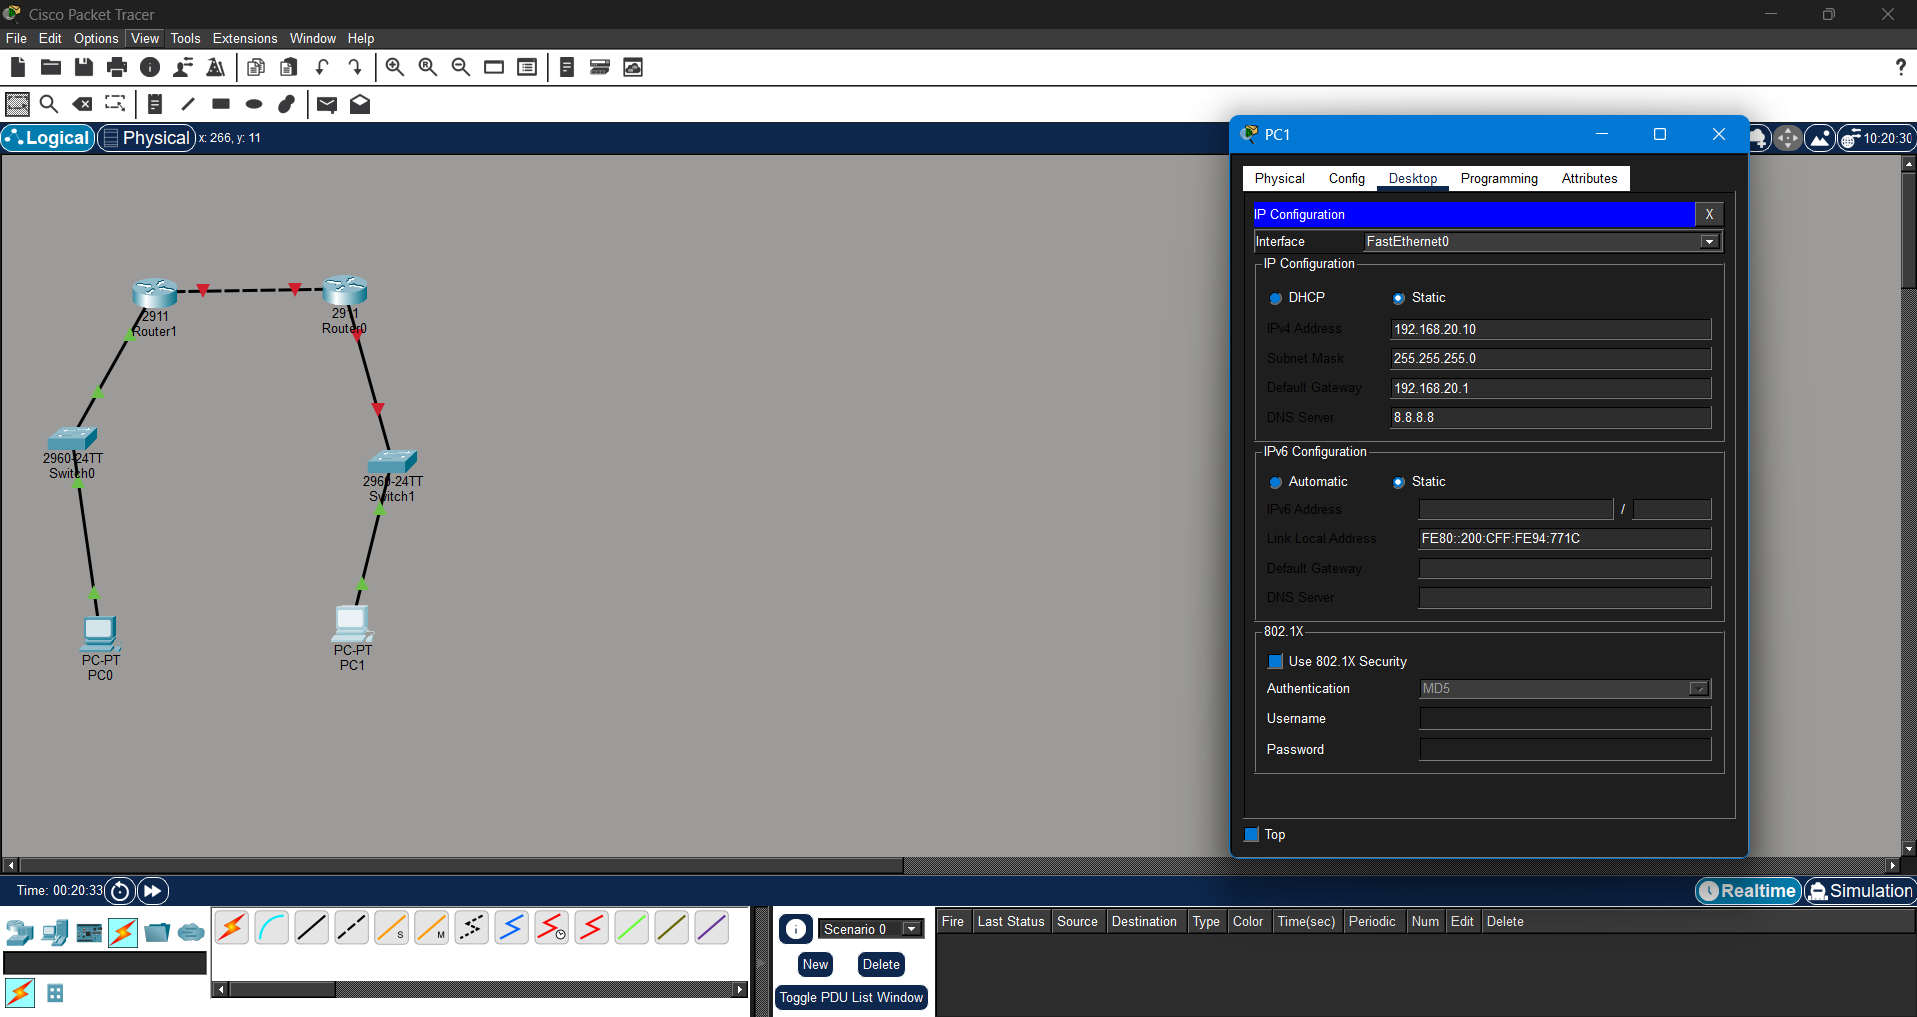 Cisco Packet Tracer
File Edit Options View Tools Extensions Window Help
?
Logical Physical x: 266, y: 11
10:20:30
2911
Router1
2911
Router0
2960-24TT
Switch0
2960-24TT
Switch1
PC-PT
PC0
PC-PT
PC1
PC1
Physical Config Desktop Programming Attributes
IP Configuration X
Interface FastEthernet0
IP Configuration
DHCP Static
IPv4 Address 192.168.20.10
Subnet Mask 255.255.255.0
Default Gateway 192.168.20.1
DNS Server 8.8.8.8
IPv6 Configuration
Automatic Static
IPv6 Address /
Link Local Address FE80::200:CFF:FE94:771C
Default Gateway
DNS Server
802.1X
Use 802.1X Security
Authentication MD5
Username
Password
Top
Time: 00:20:33
Realtime Simulation
S M
Scenario 0
New Delete
Toggle PDU List Window
Fire Last Status Source Destination Type Color Time(sec) Periodic Num Edit Delete